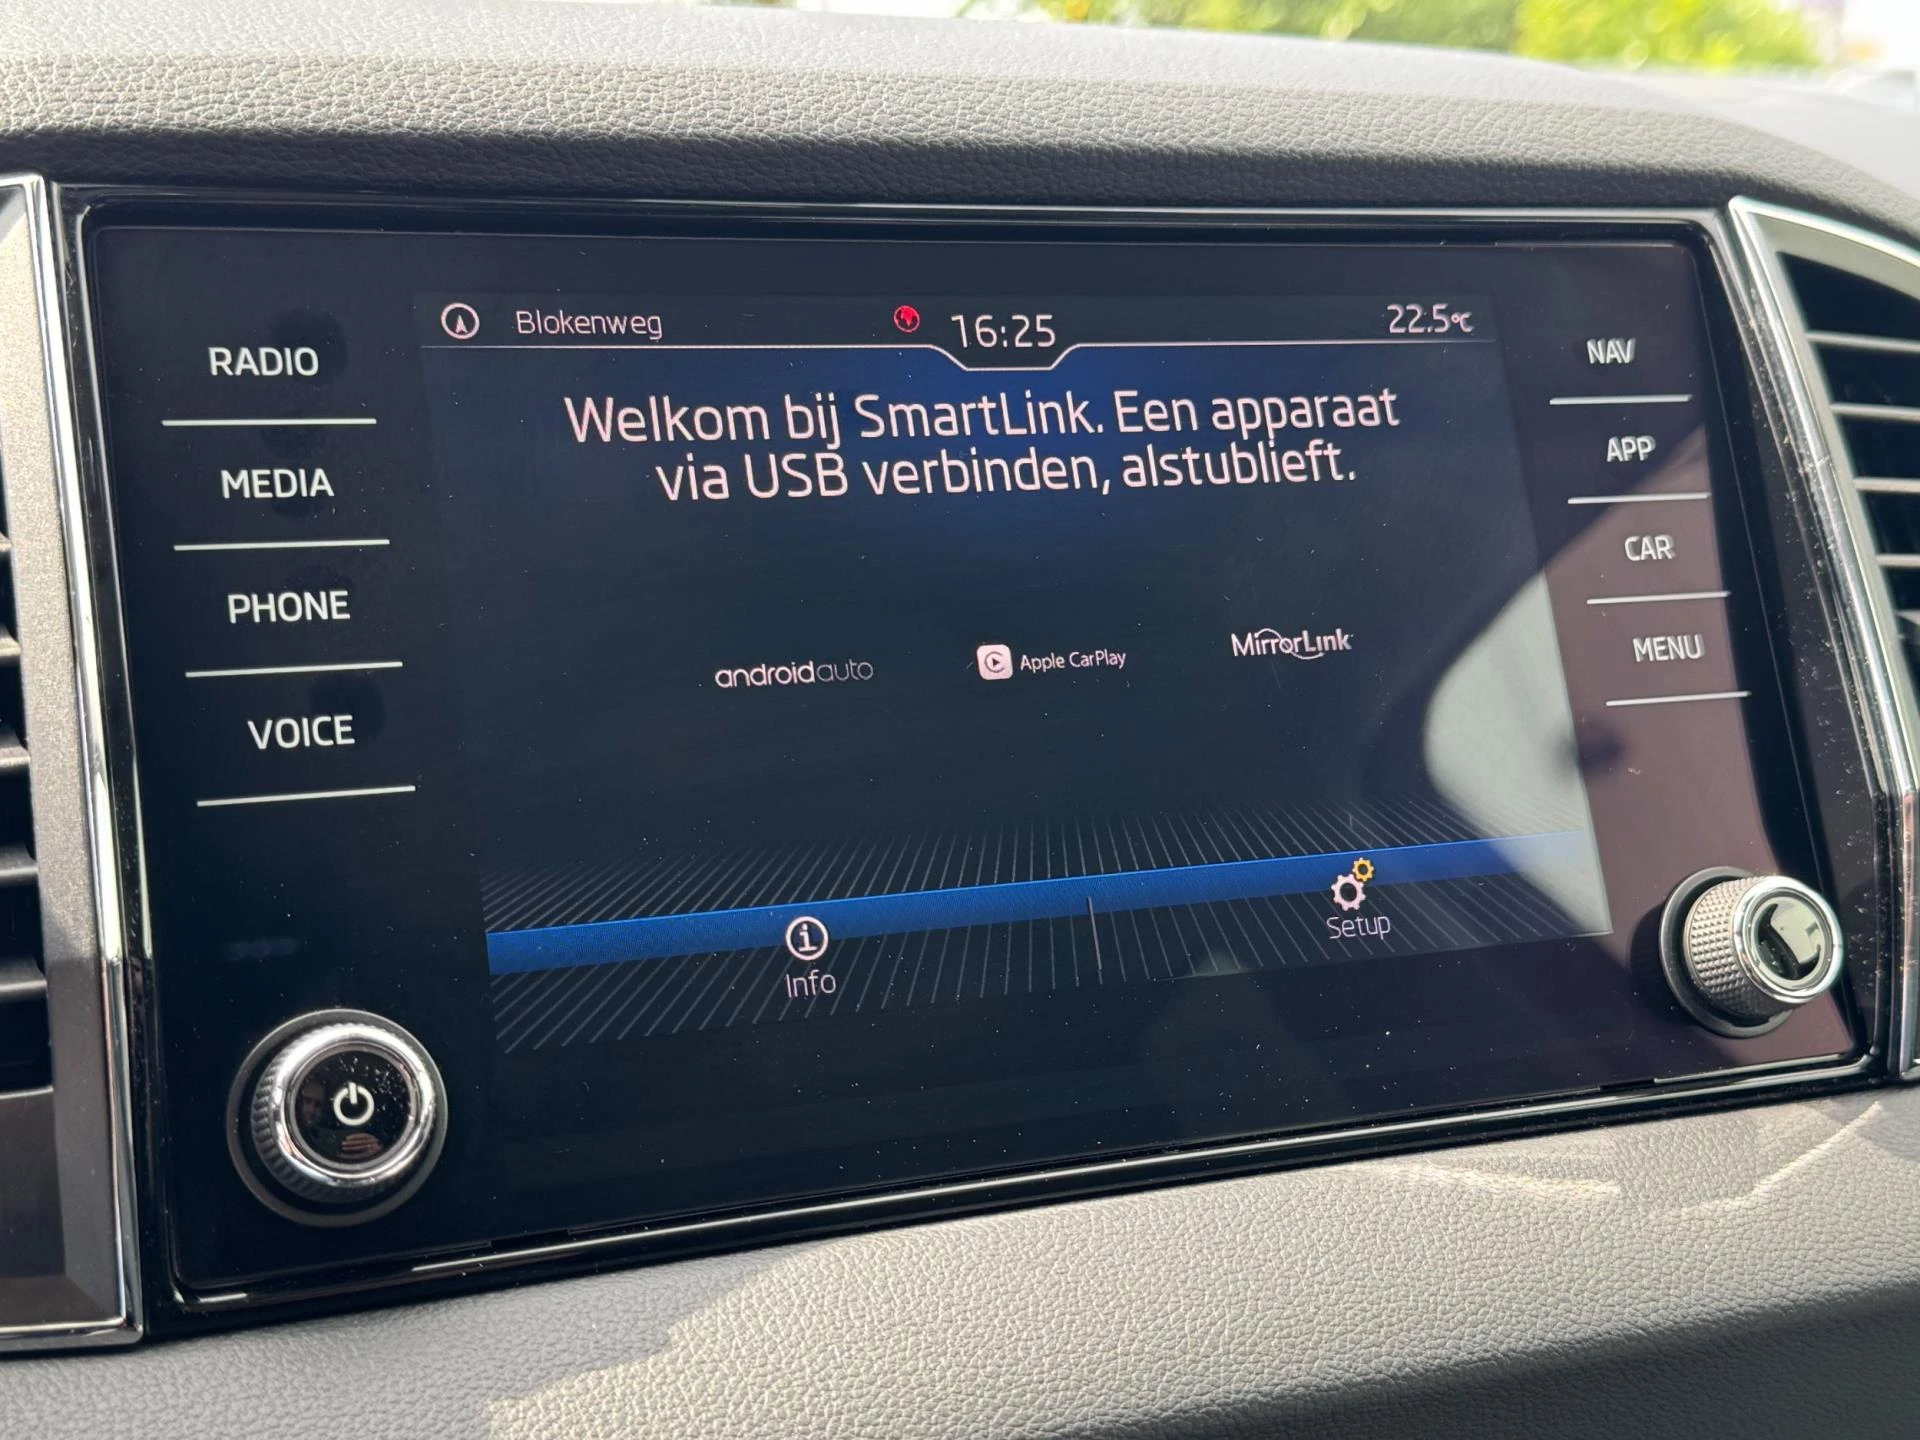 Blokenweg 16:25 22.5°C
Welkom bij SmartLink. Een apparaat
via USB verbinden, alstublieft.
androidauto Apple CarPlay MirrorLink
Info Setup
RADIO
MEDIA
PHONE
VOICE
NAV
APP
CAR
MENU